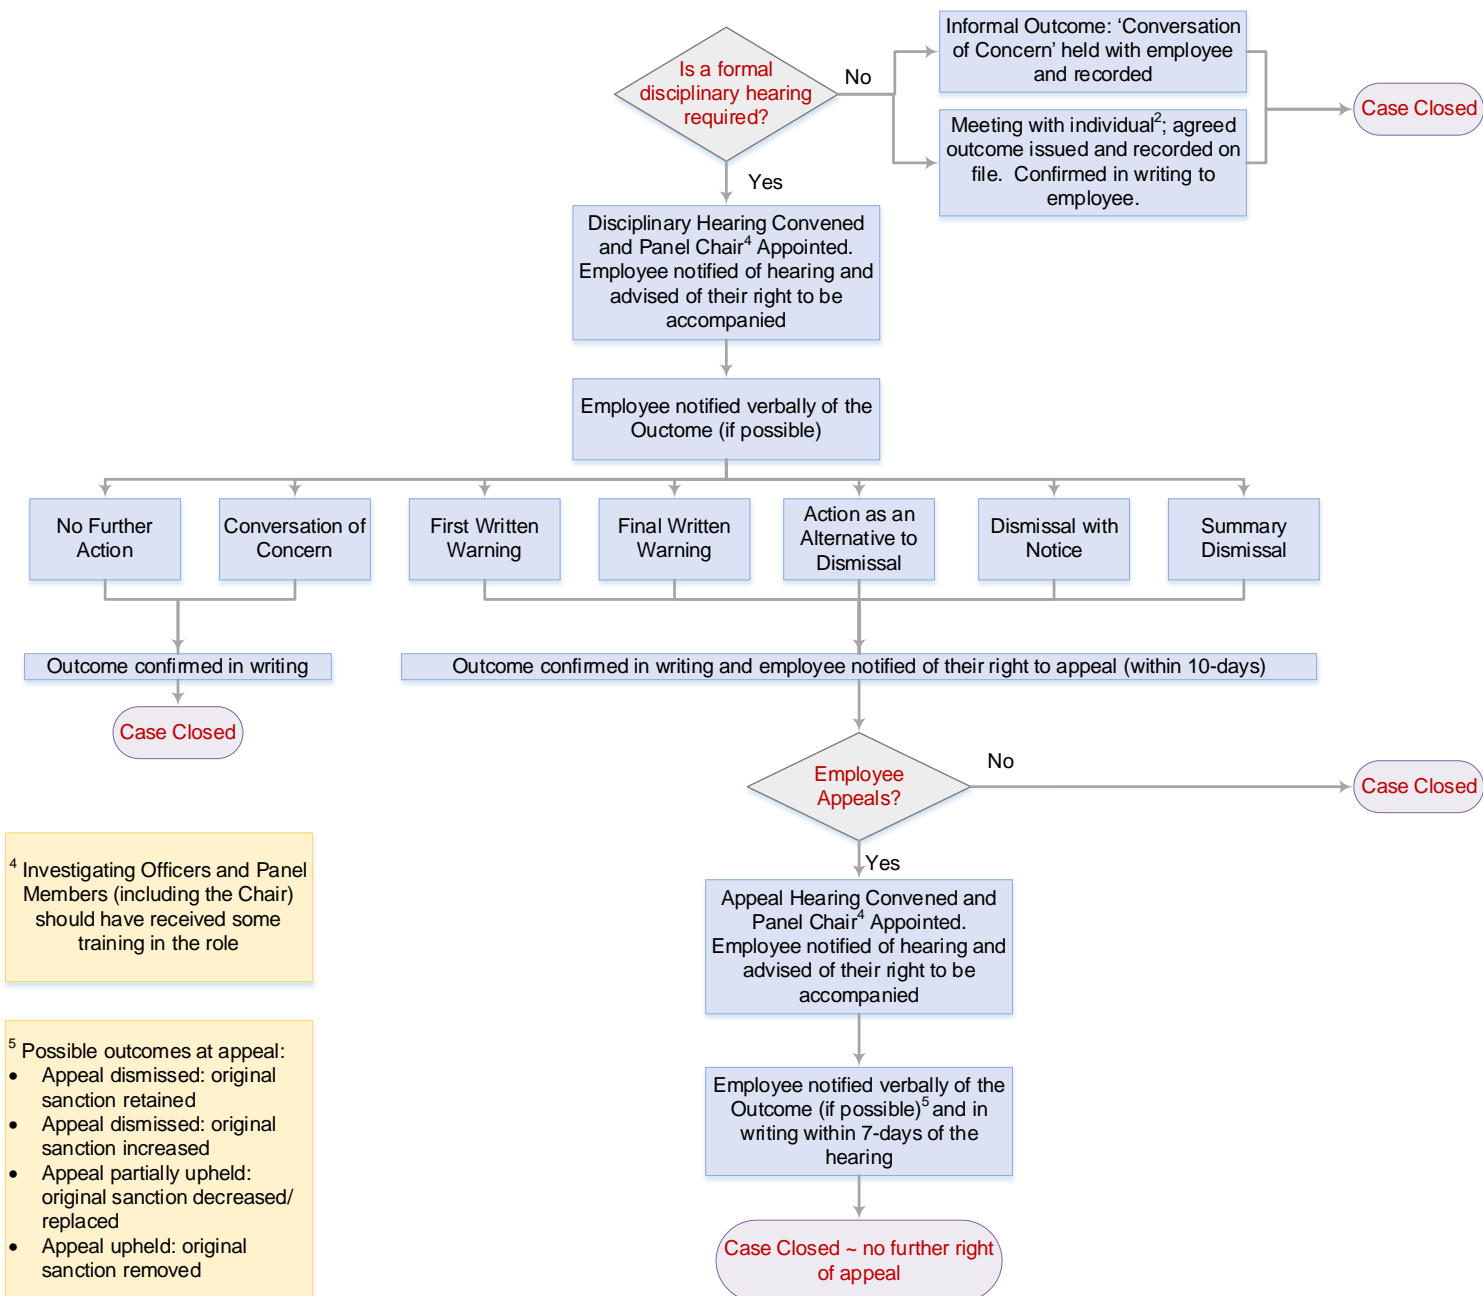 Is a formal
disciplinary hearing
required?
No
Informal Outcome: ‘Conversation
of Concern’ held with employee
and recorded
Meeting with individual²; agreed
outcome issued and recorded on
file.  Confirmed in writing to
employee.
Case Closed
Yes
Disciplinary Hearing Convened
and Panel Chair⁴ Appointed.
Employee notified of hearing and
advised of their right to be
accompanied
Employee notified verbally of the
Ouctome (if possible)
No Further
Action
Conversation of
Concern
First Written
Warning
Final Written
Warning
Action as an
Alternative to
Dismissal
Dismissal with
Notice
Summary
Dismissal
Outcome confirmed in writing
Outcome confirmed in writing and employee notified of their right to appeal (within 10-days)
Case Closed
Employee
Appeals?
No
Case Closed
Yes
Appeal Hearing Convened and
Panel Chair⁴ Appointed.
Employee notified of hearing and
advised of their right to be
accompanied
Employee notified verbally of the
Outcome (if possible)⁵ and in
writing within 7-days of the
hearing
Case Closed ~ no further right
of appeal
⁴ Investigating Officers and Panel
Members (including the Chair)
should have received some
training in the role
⁵ Possible outcomes at appeal:
• Appeal dismissed: original
sanction retained
• Appeal dismissed: original
sanction increased
• Appeal partially upheld:
original sanction decreased/
replaced
• Appeal upheld: original
sanction removed